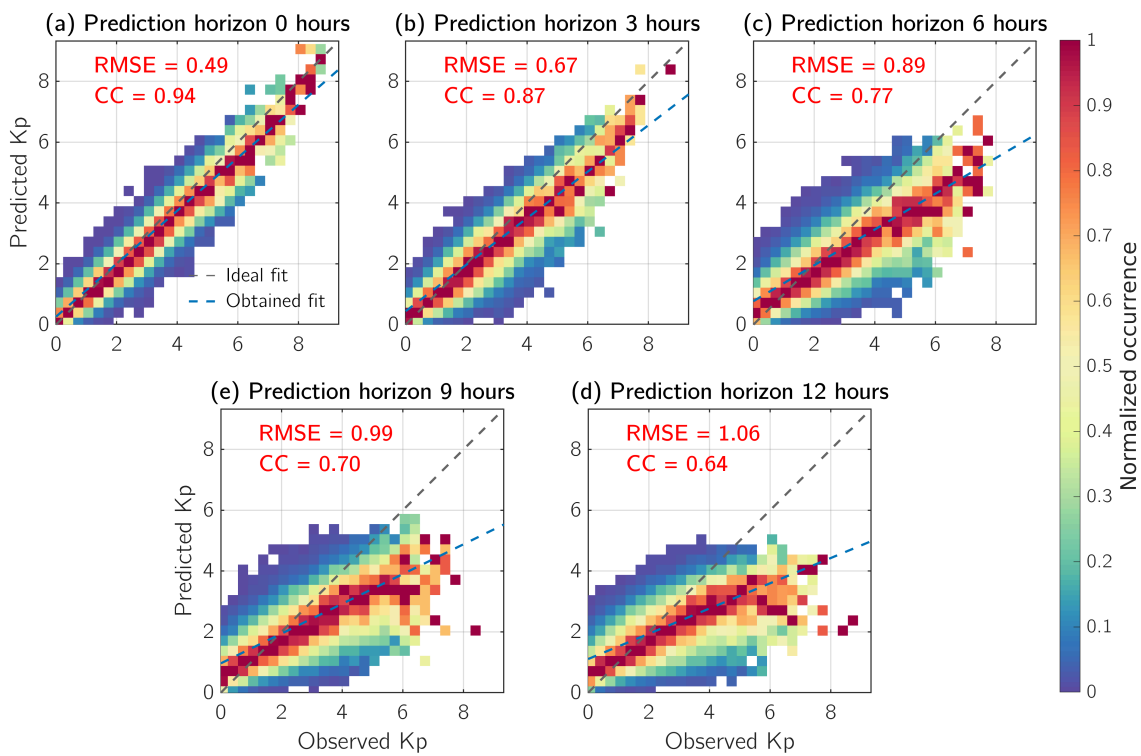 (a) Prediction horizon 0 hours
(b) Prediction horizon 3 hours
(c) Prediction horizon 6 hours
RMSE = 0.49
CC = 0.94
RMSE = 0.67
CC = 0.87
RMSE = 0.89
CC = 0.77
Predicted Kp
8
6
4
2
0
Ideal fit
Obtained fit
0 2 4 6 8
8
6
4
2
0
0 2 4 6 8
8
6
4
2
0
0 2 4 6 8
(e) Prediction horizon 9 hours
(d) Prediction horizon 12 hours
RMSE = 0.99
CC = 0.70
RMSE = 1.06
CC = 0.64
Predicted Kp
8
6
4
2
0
0 2 4 6 8
Observed Kp
8
6
4
2
0
0 2 4 6 8
Observed Kp
1
0.9
0.8
0.7
0.6
0.5
0.4
0.3
0.2
0.1
0
Normalized occurrence